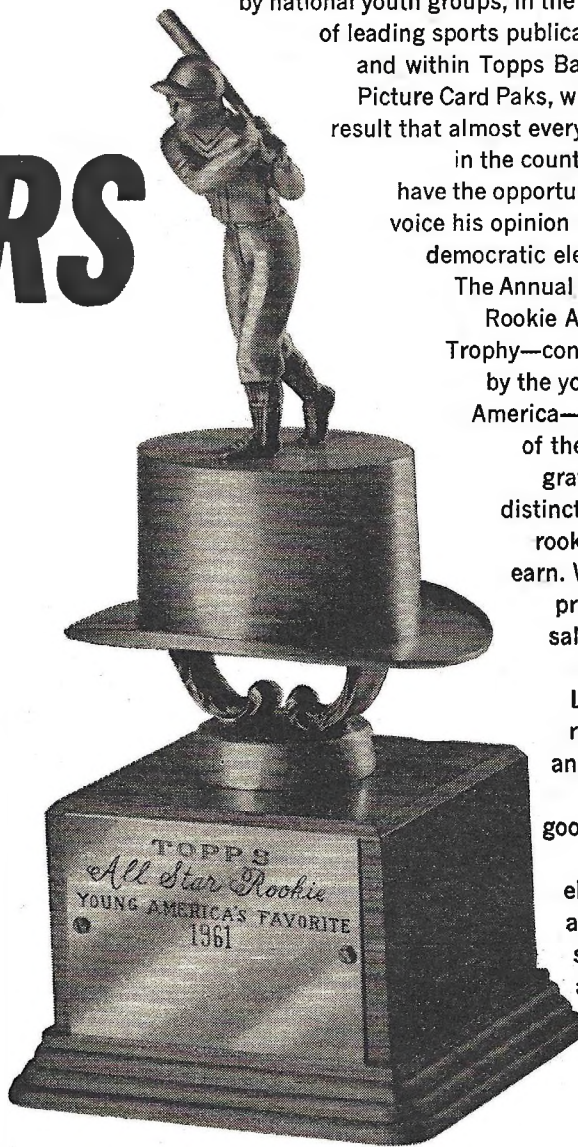 RS
by national youth groups, in the
of leading sports publica
and within Topps Ba
Picture Card Paks, w
result that almost every
in the count
have the opportu
voice his opinion
democratic ele
The Annual
Rookie A
Trophy—con
by the yo
America—
of the
gra
distinct
rook
earn. W
pr
sal
L
r
an
goo
el
a
s
TOPPS
All Star Rookie
YOUNG AMERICA'S FAVORITE
1961